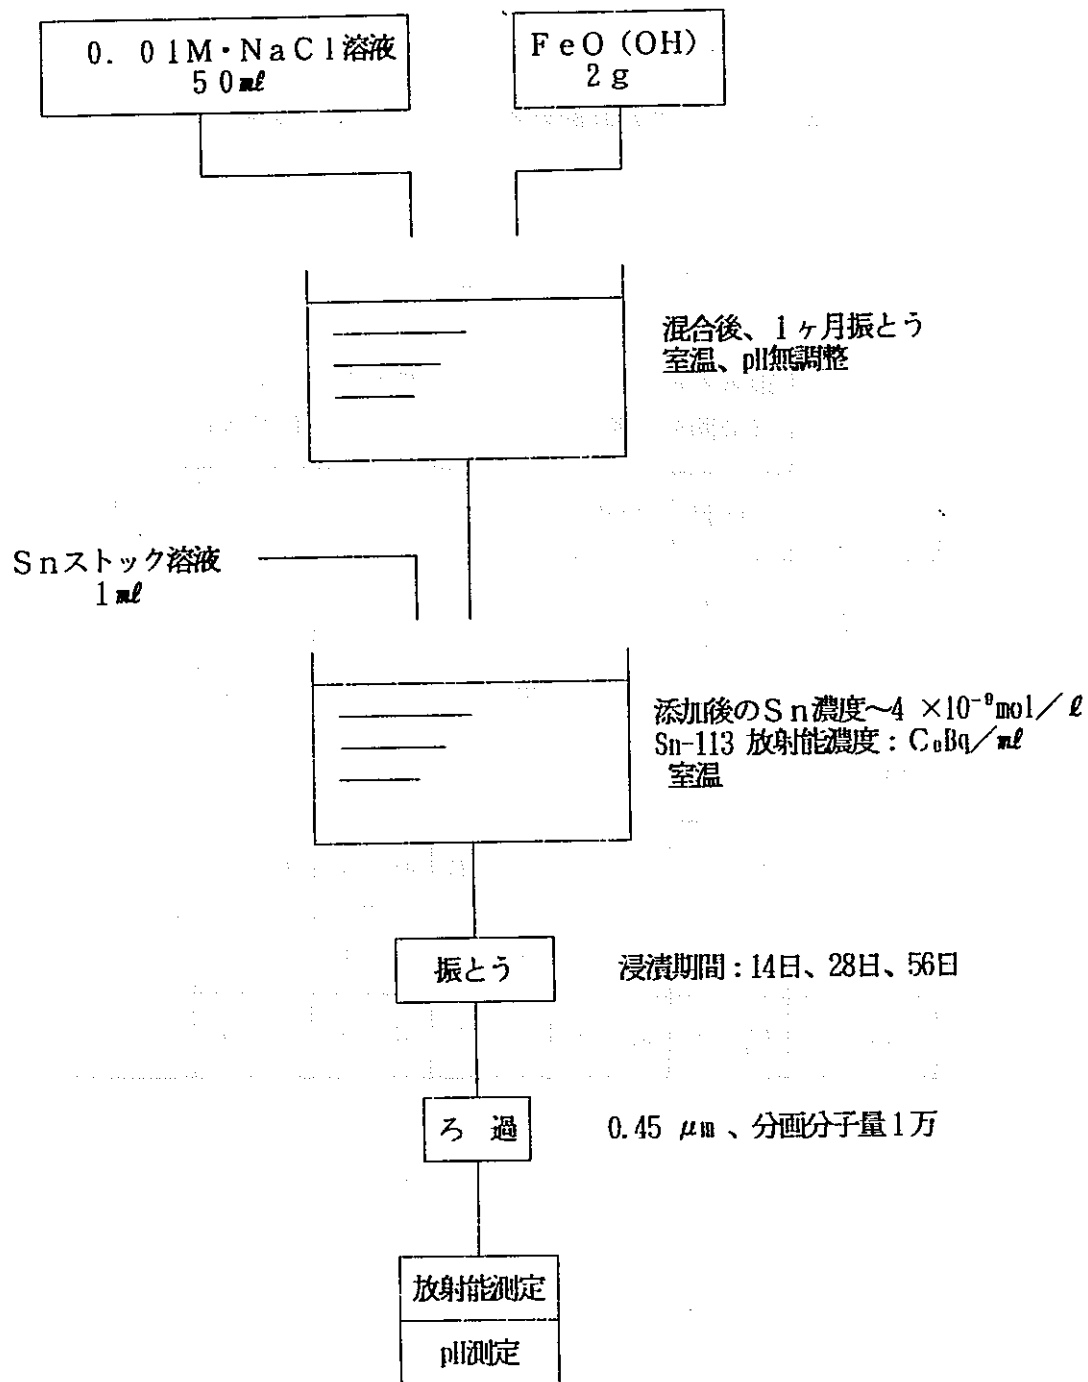 0. 01M・NaCl溶液
50mℓ
FeO (OH)
2g
混合後、1ヶ月振とう
室温、pH無調整
Snストック溶液
1mℓ
添加後のSn濃度~4 ×10⁻⁹mol/ℓ
Sn-113 放射能濃度：C₀Bq/mℓ
室温
振とう
浸漬期間：14日、28日、56日
ろ 過
0.45 μm 、分画分子量1万
放射能測定
pH測定